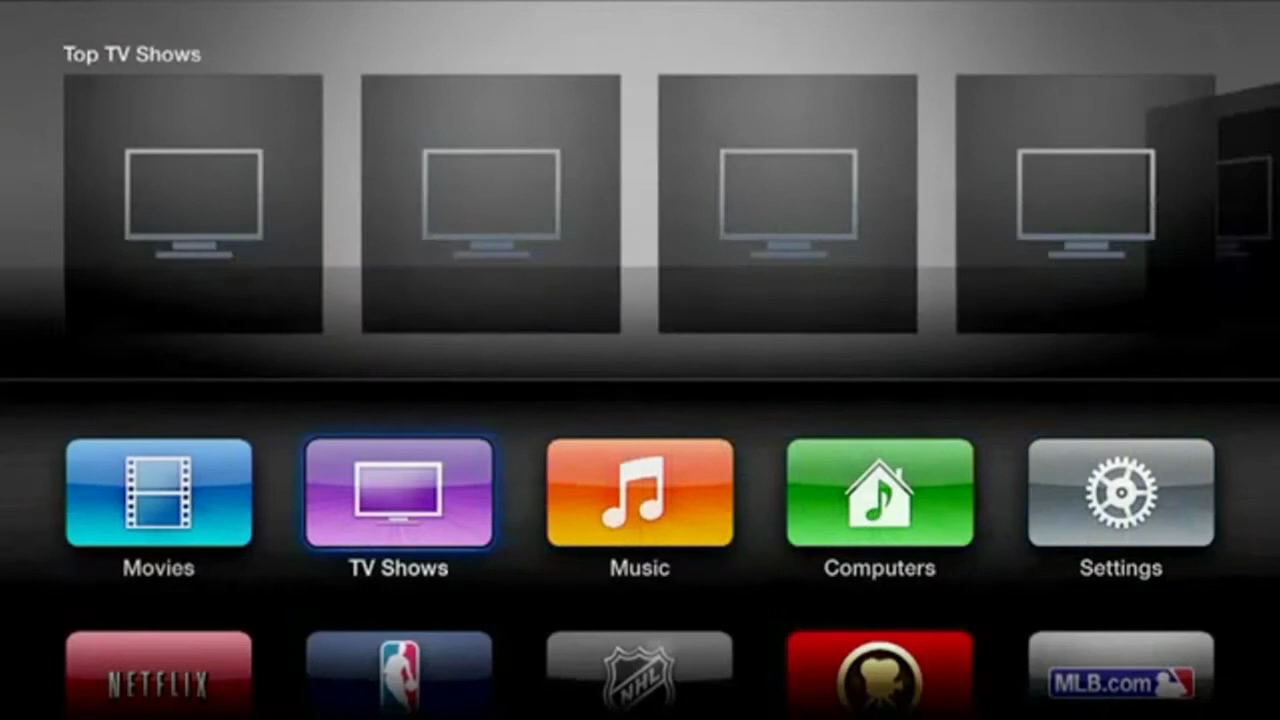 Top TV Shows
Movies
TV Shows
Music
Computers
Settings
NETFLIX
NHL
MLB.com